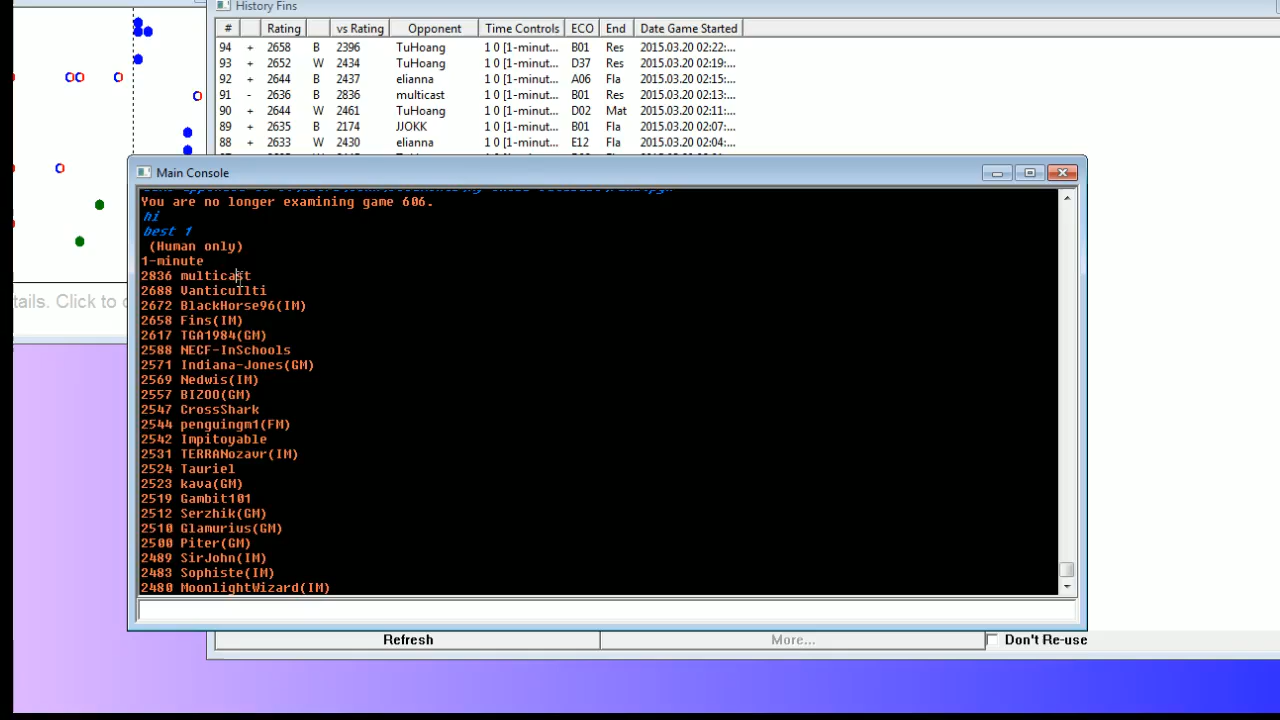 History Fins
# Rating vs Rating Opponent Time Controls ECO End Date Game Started
94 + 2658 B 2396 TuHoang 1 0 [1-minut... B01 Res 2015.03.20 02:22:...
93 + 2652 W 2434 TuHoang 1 0 [1-minut... D37 Res 2015.03.20 02:19:...
92 + 2644 B 2437 elianna 1 0 [1-minut... A06 Fla 2015.03.20 02:15:...
91 - 2636 B 2836 multicast 1 0 [1-minut... B01 Res 2015.03.20 02:13:...
90 + 2644 W 2461 TuHoang 1 0 [1-minut... D02 Mat 2015.03.20 02:11:...
89 + 2635 B 2174 JJOKK 1 0 [1-minut... B01 Fla 2015.03.20 02:07:...
88 + 2633 W 2430 elianna 1 0 [1-minut... E12 Fla 2015.03.20 02:04:...
Main Console
You are no longer examining game 606.
hi
best 1
(Human only)
1-minute
2836 multicast
2688 Vanticullti
2672 BlackHorse96(IM)
2658 Fins(IM)
2617 TGA1984(GM)
2588 NECF-InSchools
2571 Indiana-Jones(GM)
2569 Nedwis(IM)
2557 BIZOO(GM)
2547 CrossShark
2544 penguingm1(FM)
2542 Impitoyable
2531 TERRANozavr(IM)
2524 Tauriel
2523 kava(GM)
2519 Gambit101
2512 Serzhik(GM)
2510 Glamurius(GM)
2500 Piter(GM)
2489 SirJohn(IM)
2483 Sophiste(IM)
2480 MoonlightWizard(IM)
tails. Click to
Refresh More... Don't Re-use